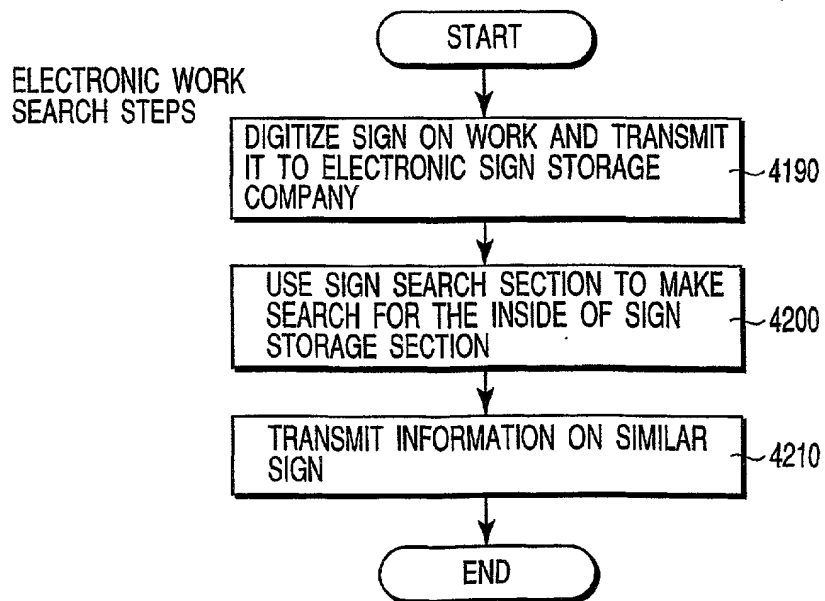 START
ELECTRONIC WORK
SEARCH STEPS
DIGITIZE SIGN ON WORK AND TRANSMIT
IT TO ELECTRONIC SIGN STORAGE
COMPANY
4190
USE SIGN SEARCH SECTION TO MAKE
SEARCH FOR THE INSIDE OF SIGN
STORAGE SECTION
4200
TRANSMIT INFORMATION ON SIMILAR
SIGN
4210
END